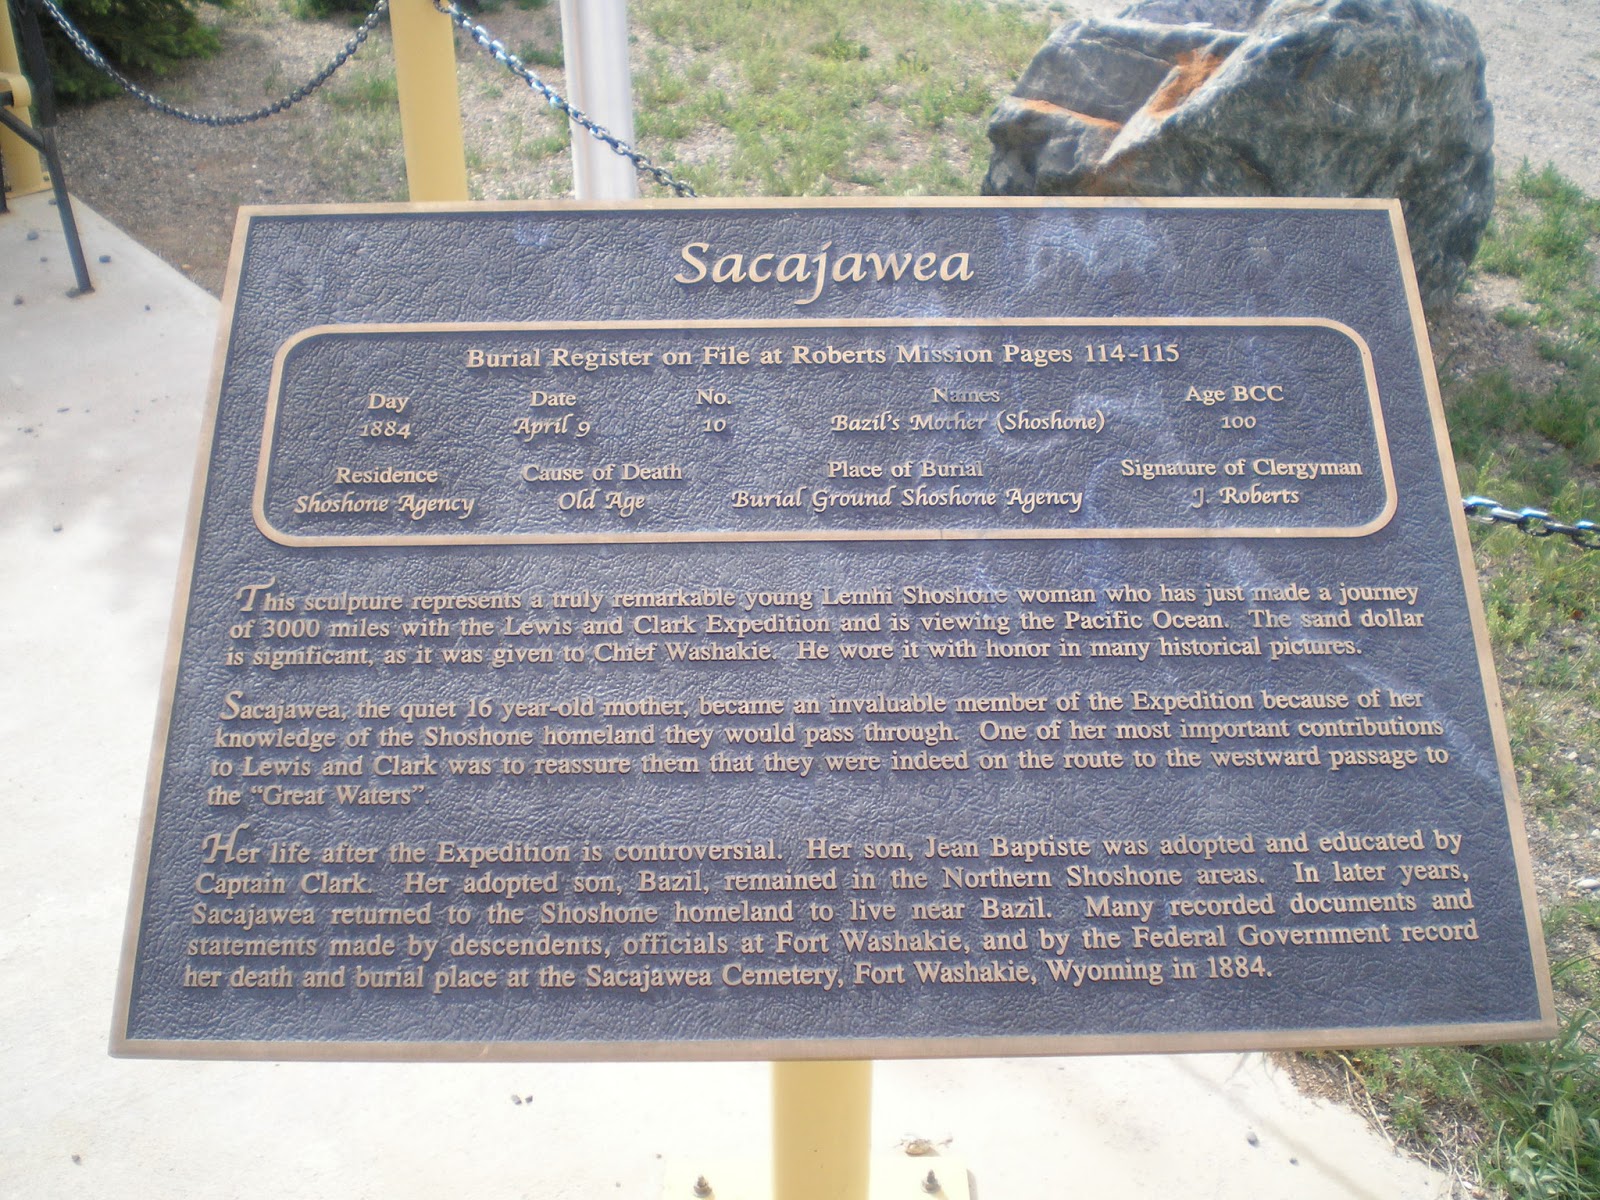 Sacajawea
Burial Register on File at Roberts Mission Pages 114-115
Day Date No. Names Age BCC
1884 April 9 10 Bazil's Mother (Shoshone) 100
Residence Cause of Death Place of Burial Signature of Clergyman
Shoshone Agency Old Age Burial Ground Shoshone Agency J. Roberts
This sculpture represents a truly remarkable young Lemhi Shoshone woman who has just made a journey
of 3000 miles with the Lewis and Clark Expedition and is viewing the Pacific Ocean. The sand dollar
is significant, as it was given to Chief Washakie. He wore it with honor in many historical pictures.
Sacajawea, the quiet 16 year-old mother, became an invaluable member of the Expedition because of her
knowledge of the Shoshone homeland they would pass through. One of her most important contributions
to Lewis and Clark was to reassure them that they were indeed on the route to the westward passage to
the "Great Waters".
Her life after the Expedition is controversial. Her son, Jean Baptiste was adopted and educated by
Captain Clark. Her adopted son, Bazil, remained in the Northern Shoshone areas. In later years,
Sacajawea returned to the Shoshone homeland to live near Bazil. Many recorded documents and
statements made by descendents, officials at Fort Washakie, and by the Federal Government record
her death and burial place at the Sacajawea Cemetery, Fort Washakie, Wyoming in 1884.